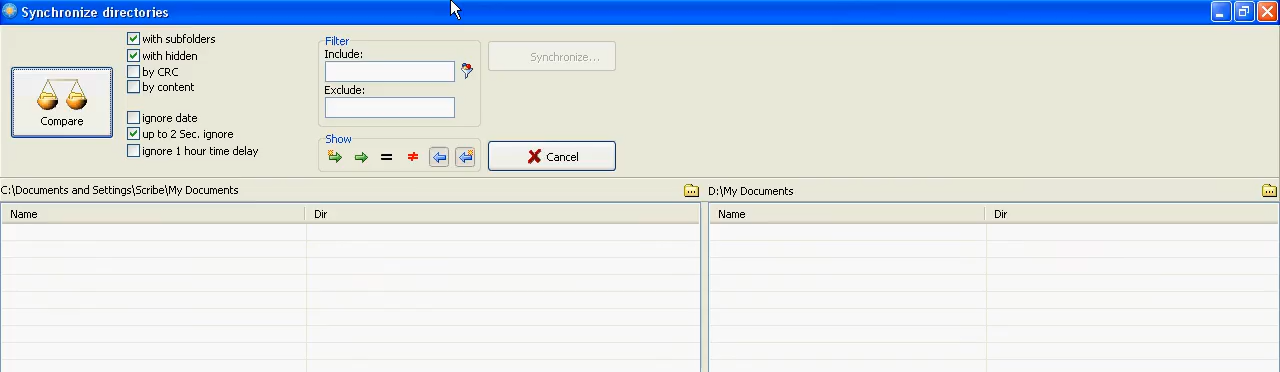 Synchronize directories
Compare
with subfolders
with hidden
by CRC
by content
ignore date
up to 2 Sec. ignore
ignore 1 hour time delay
Filter
Include:
Exclude:
Show
Synchronize...
Cancel
C:\Documents and Settings\Scribe\My Documents
D:\My Documents
Name Dir
Name Dir